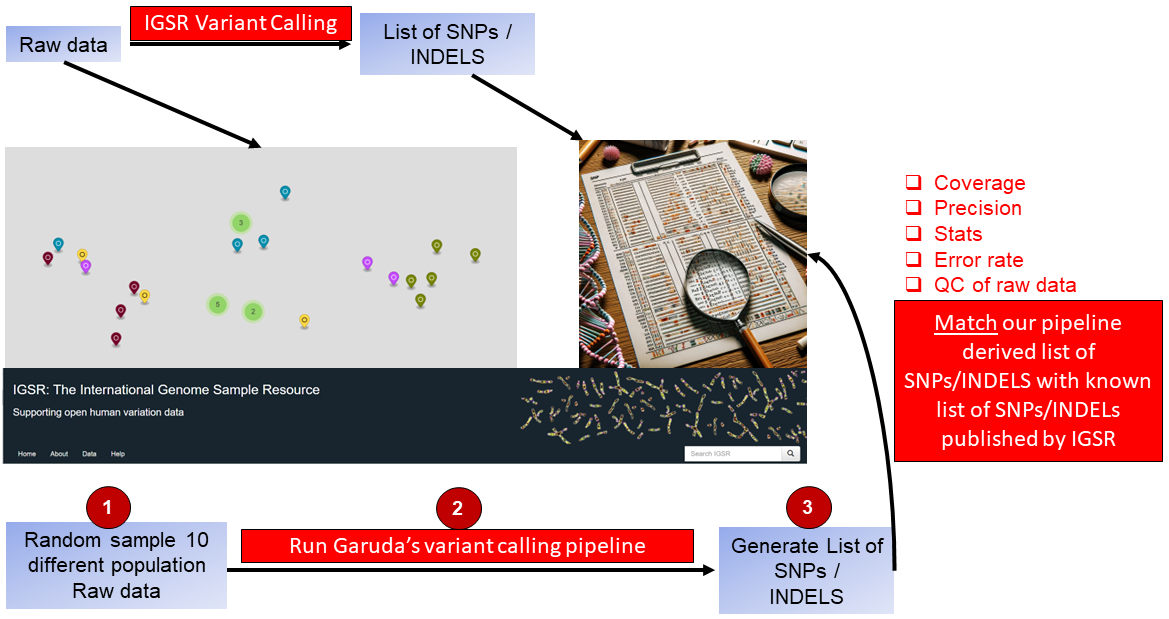 IGSR Variant Calling
Raw data
List of SNPs /
INDELS
3
5
2
Coverage
Precision
Stats
Error rate
QC of raw data
Match our pipeline
derived list of
SNPs/INDELS with known
list of SNPs/INDELs
published by IGSR
IGSR: The International Genome Sample Resource
Supporting open human variation data
Home About Data Help
Search IGSR
1
2
3
Random sample 10
different population
Raw data
Run Garuda's variant calling pipeline
Generate List of
SNPs /
INDELS